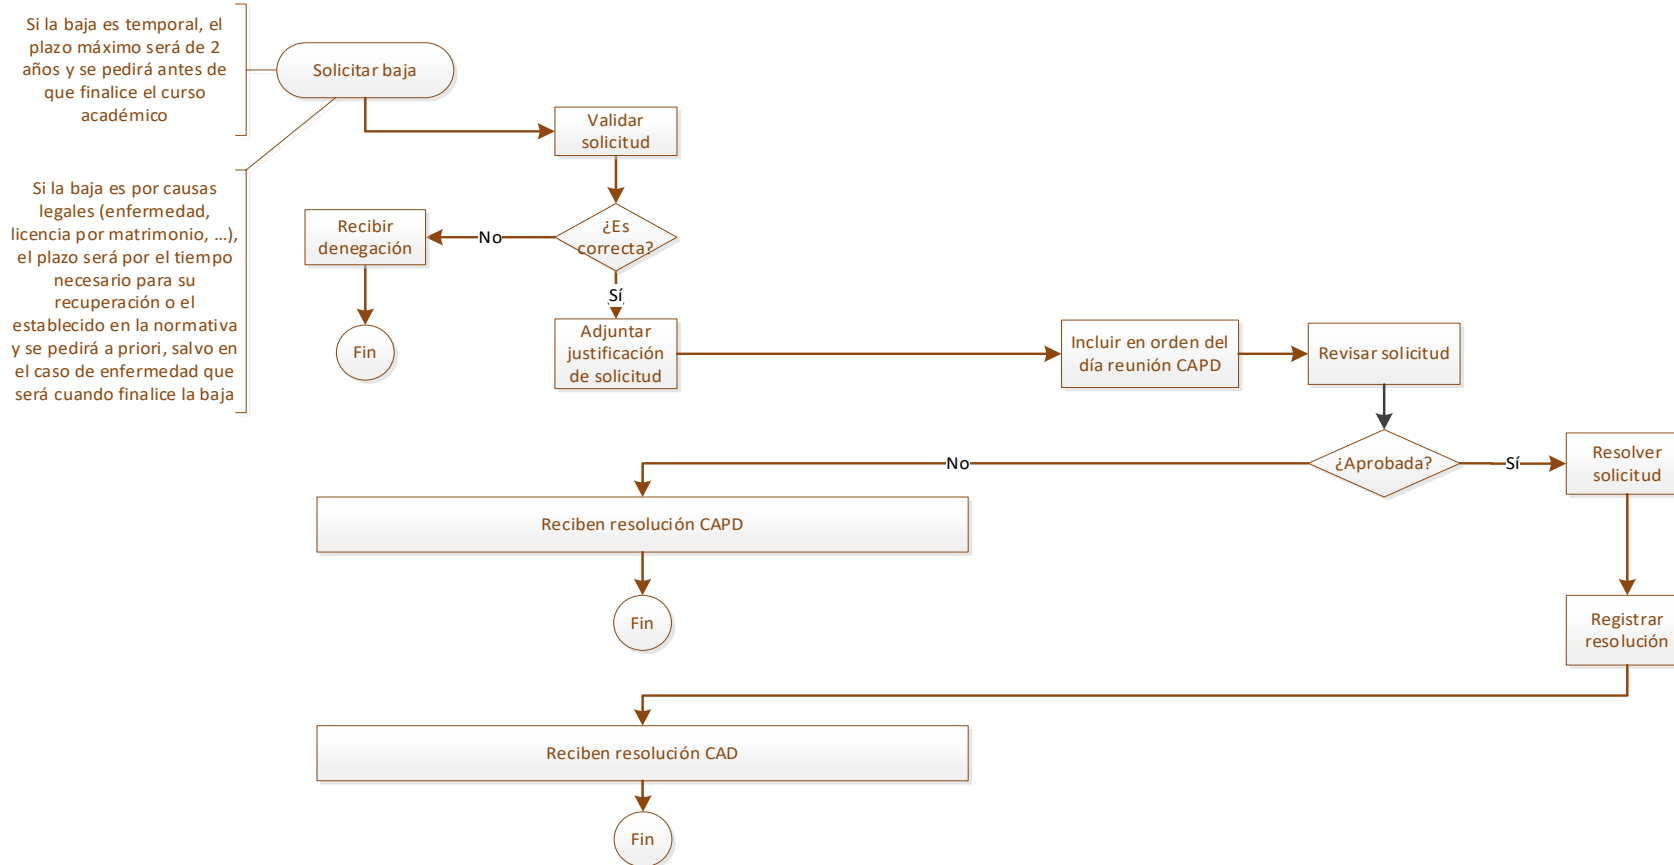 Si la baja es temporal, el
plazo máximo será de 2
años y se pedirá antes de
que finalice el curso
académico
Solicitar baja
Validar
solicitud
Si la baja es por causas
legales (enfermedad,
licencia por matrimonio, ...),
el plazo será por el tiempo
necesario para su
recuperación o el
establecido en la normativa
y se pedirá a priori, salvo en
el caso de enfermedad que
será cuando finalice la baja
¿Es
correcta?
No
Recibir
denegación
Fin
Sí
Adjuntar
justificación
de solicitud
Incluir en orden del
día reunión CAPD
Revisar solicitud
¿Aprobada?
No
Sí
Resolver
solicitud
Reciben resolución CAPD
Fin
Registrar
resolución
Reciben resolución CAD
Fin